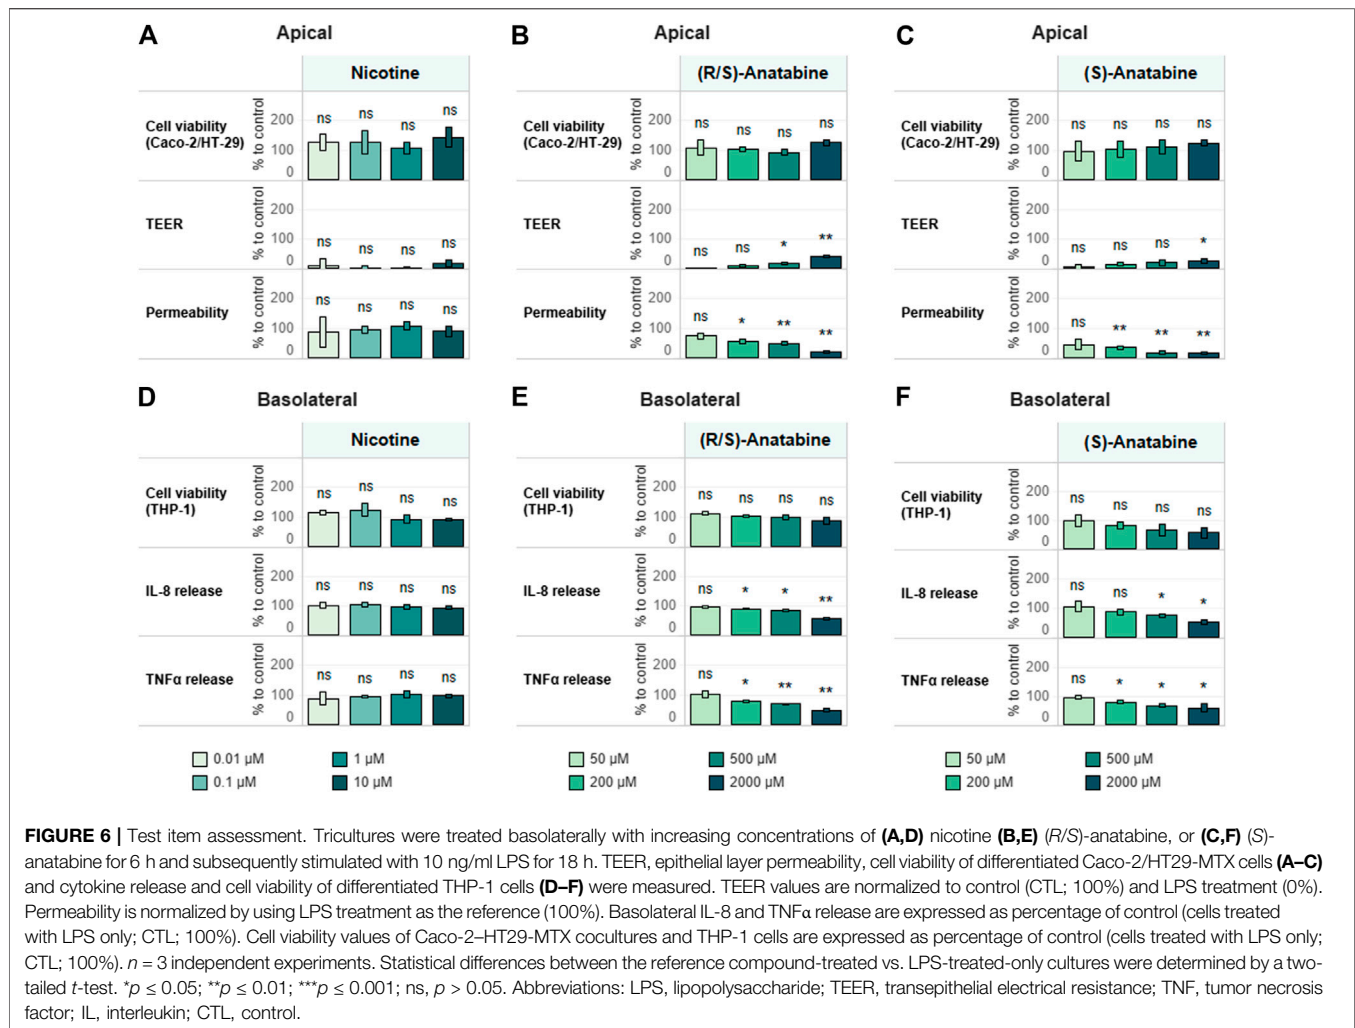 A Apical B Apical C Apical
Nicotine (R/S)-Anatabine (S)-Anatabine
Cell viability (Caco-2/HT-29) % to control 200 100 0 ns ns ns ns
Cell viability (Caco-2/HT-29) % to control 200 100 0 ns ns ns ns
Cell viability (Caco-2/HT-29) % to control 200 100 0 ns ns ns ns
TEER % to control 200 100 0 ns ns ns ns
TEER % to control 200 100 0 ns ns * **
TEER % to control 200 100 0 ns ns ns *
Permeability % to control 200 100 0 ns ns ns ns
Permeability % to control 200 100 0 ns * ** **
Permeability % to control 200 100 0 ns ** ** **
D Basolateral E Basolateral F Basolateral
Nicotine (R/S)-Anatabine (S)-Anatabine
Cell viability (THP-1) % to control 200 100 0 ns ns ns ns
Cell viability (THP-1) % to control 200 100 0 ns ns ns ns
Cell viability (THP-1) % to control 200 100 0 ns ns ns ns
IL-8 release % to control 200 100 0 ns ns ns ns
IL-8 release % to control 200 100 0 ns * * **
IL-8 release % to control 200 100 0 ns ns * *
TNFα release % to control 200 100 0 ns ns ns ns
TNFα release % to control 200 100 0 ns * ** **
TNFα release % to control 200 100 0 ns * * *
0.01 µM 1 µM 50 µM 500 µM 50 µM 500 µM
0.1 µM 10 µM 200 µM 2000 µM 200 µM 2000 µM
FIGURE 6 | Test item assessment. Tricultures were treated basolaterally with increasing concentrations of (A,D) nicotine (B,E) (R/S)-anatabine, or (C,F) (S)-
anatabine for 6 h and subsequently stimulated with 10 ng/ml LPS for 18 h. TEER, epithelial layer permeability, cell viability of differentiated Caco-2/HT29-MTX cells (A–C)
and cytokine release and cell viability of differentiated THP-1 cells (D–F) were measured. TEER values are normalized to control (CTL; 100%) and LPS treatment (0%).
Permeability is normalized by using LPS treatment as the reference (100%). Basolateral IL-8 and TNFα release are expressed as percentage of control (cells treated
with LPS only; CTL; 100%). Cell viability values of Caco-2–HT29-MTX cocultures and THP-1 cells are expressed as percentage of control (cells treated with LPS only;
CTL; 100%). n = 3 independent experiments. Statistical differences between the reference compound-treated vs. LPS-treated-only cultures were determined by a two-
tailed t-test. *p ≤ 0.05; **p ≤ 0.01; ***p ≤ 0.001; ns, p > 0.05. Abbreviations: LPS, lipopolysaccharide; TEER, transepithelial electrical resistance; TNF, tumor necrosis
factor; IL, interleukin; CTL, control.